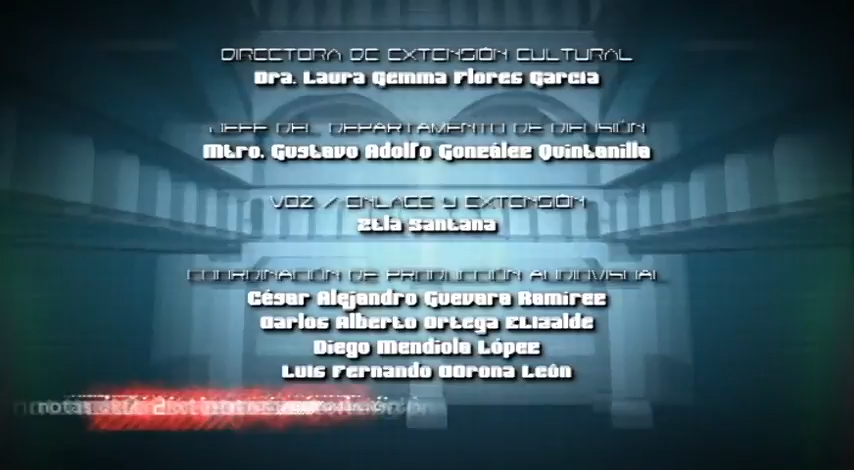 DIRECTORA DE EXTENSIÓN CULTURAL
Dra. Laura Gemma Flores García
JEFE DEL DEPARTAMENTO DE DIFUSIÓN
Mtro. Gustavo Adolfo González Quintanilla
VOZ / ENLACE Y EXTENSIÓN
Ztla Santana
COORDINACIÓN DE PRODUCCIÓN AUDIOVISUAL
César Alejandro Guevara Ramírez
Carlos Alberto Ortega Elizalde
Diego Mendiola López
Luis Fernando Corona León
notas